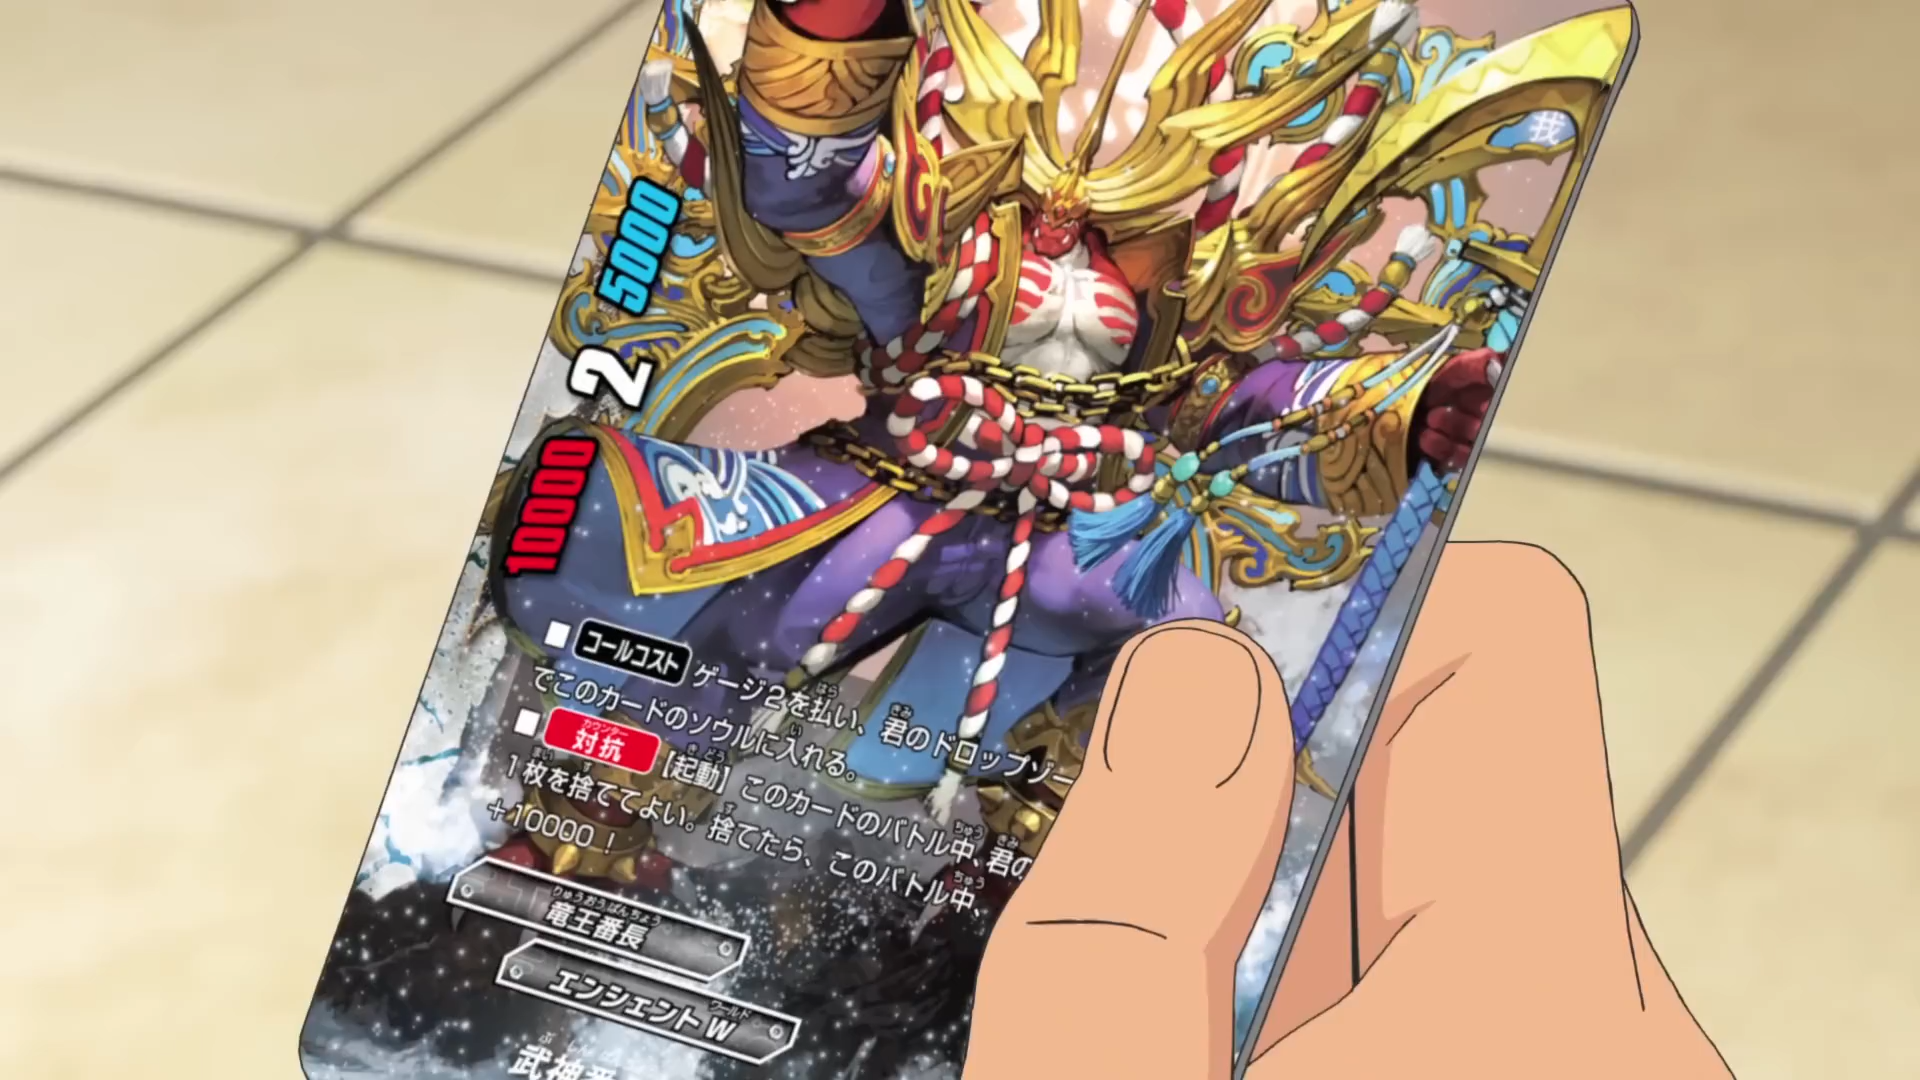 我
5000
2
10000
■ コールコスト ゲージ2を払い、君のドロップゾー
でこのカードのソウルに入れる。
■ 対抗 【起動】 このカードのバトル中、君の
1枚を捨ててよい。捨てたら、このバトル中、
+10000！
竜王番長
エンシェントW
武神